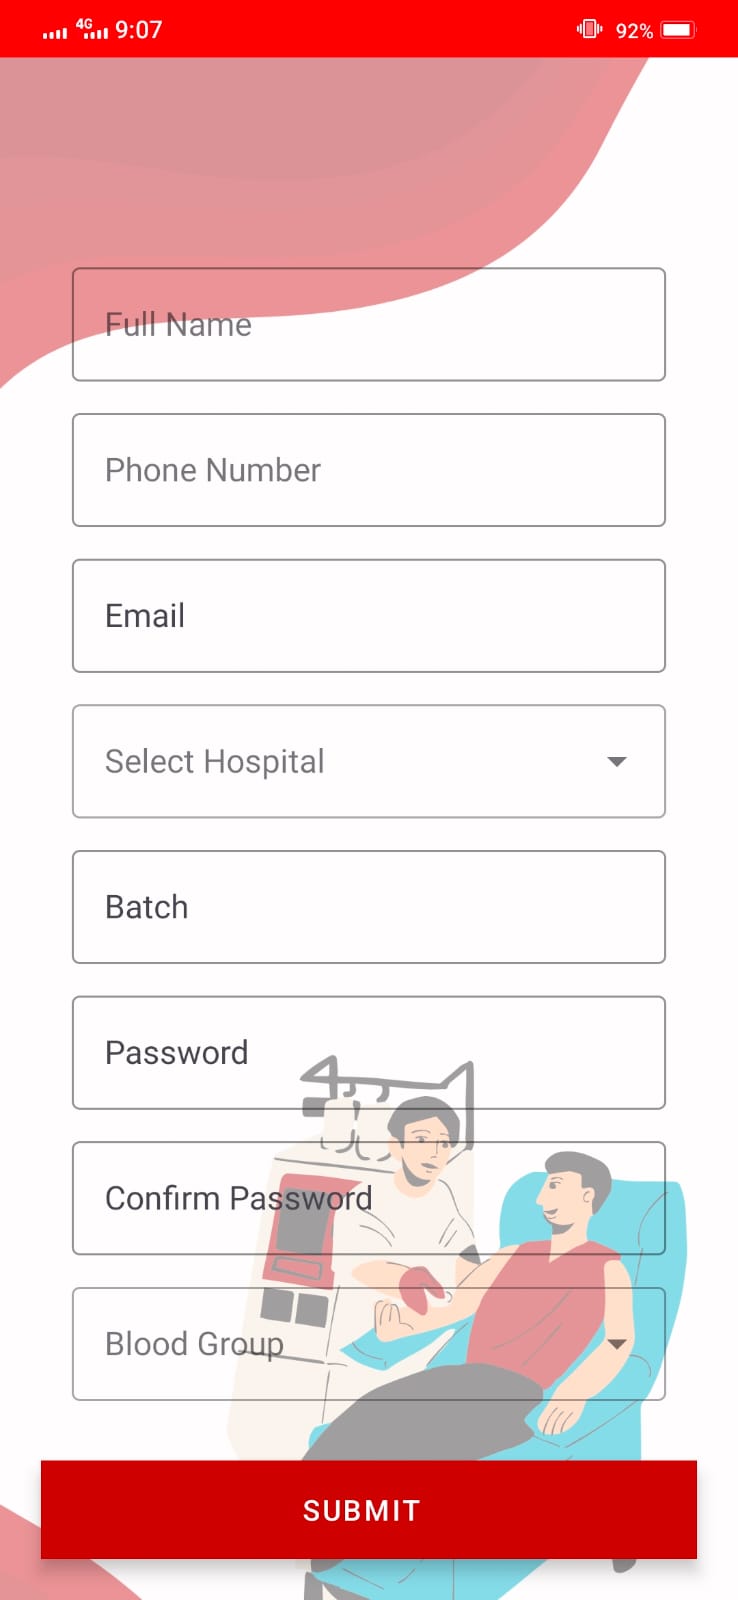 4G 9:07 92%
Full Name
Phone Number
Email
Select Hospital
Batch
Password
Confirm Password
Blood Group
SUBMIT